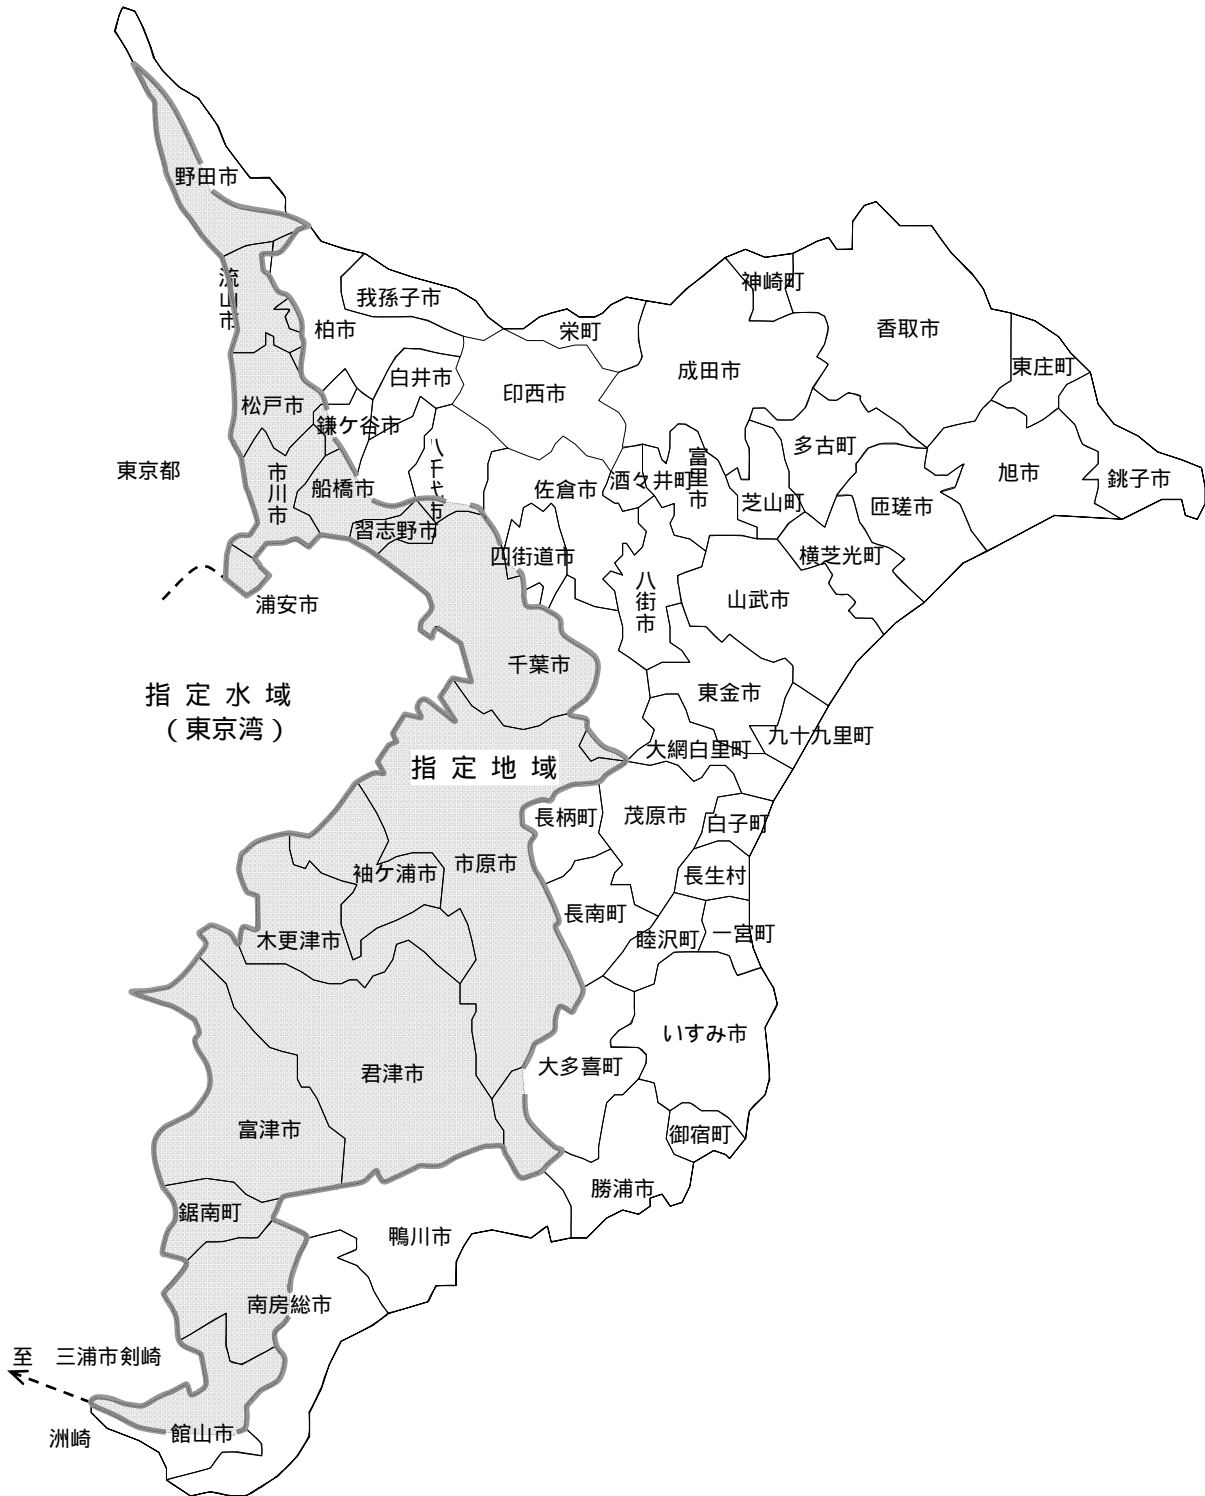 野田市
流山市
我孫子市
柏市
栄町
神崎町
香取市
東庄町
成田市
白井市
印西市
松戸市
鎌ケ谷市
多古町
東京都
市川市
船橋市
八千代市
佐倉市
酒々井町
富里市
芝山町
匝瑳市
旭市
銚子市
習志野市
四街道市
横芝光町
八街市
山武市
浦安市
千葉市
指定水域
(東京湾)
東金市
九十九里町
大網白里町
指定地域
長柄町
茂原市
白子町
袖ケ浦市
市原市
長生村
長南町
木更津市
睦沢町
一宮町
いすみ市
大多喜町
君津市
富津市
御宿町
勝浦市
鋸南町
鴨川市
南房総市
至 三浦市剣崎
洲崎
館山市